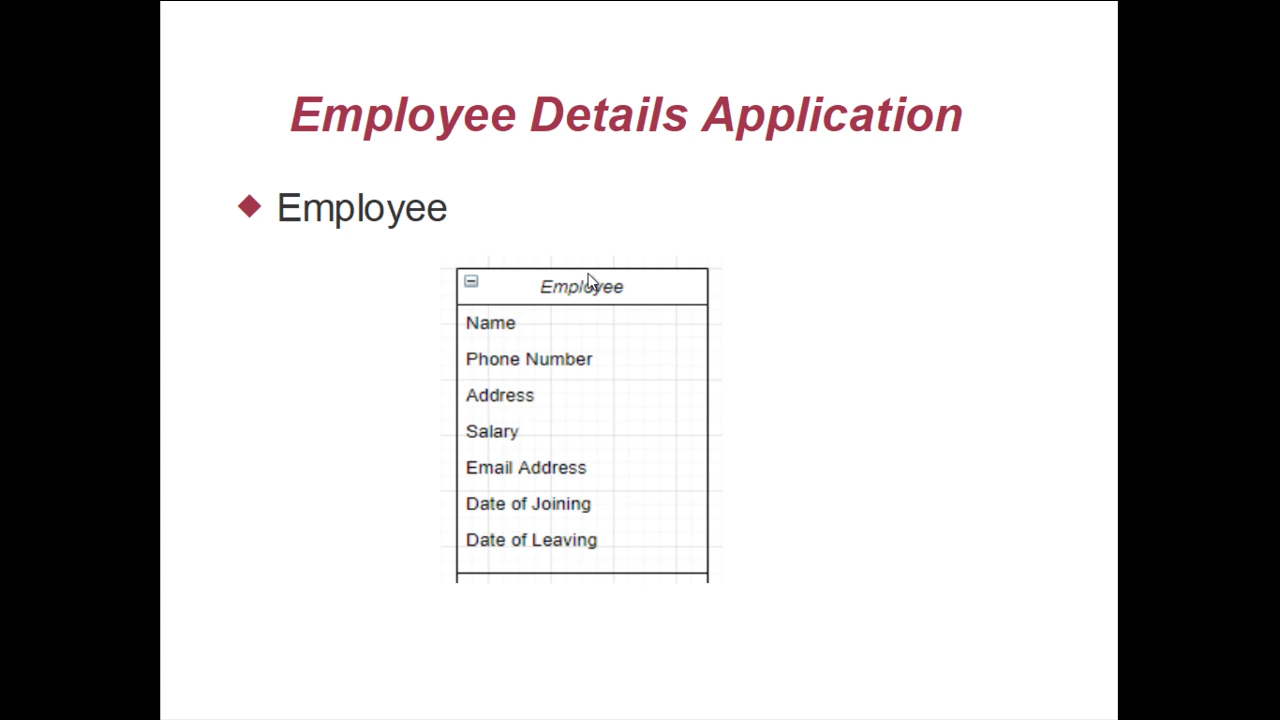 Employee Details Application
Employee
Employee
Name
Phone Number
Address
Salary
Email Address
Date of Joining
Date of Leaving